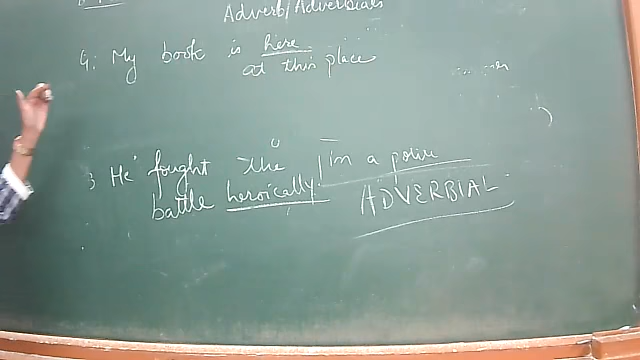 Adverb/Adverbials
4: My book is here
at this place
3 He fought the
battle heroically.
in a polite
ADVERBIAL